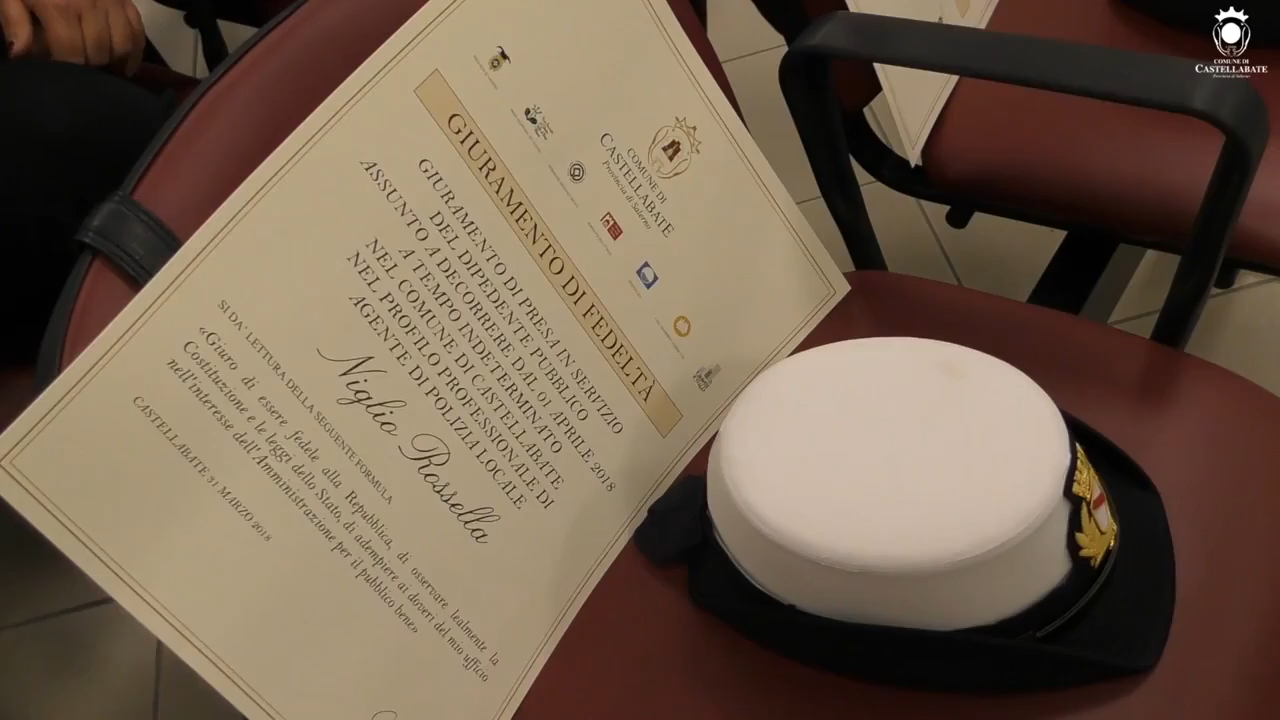 COMUNE DI
CASTELLABATE
Provincia di Salerno
COMUNE DI
CASTELLABATE
Provincia di Salerno
GIURAMENTO DI FEDELTÀ
GIURAMENTO DI PRESA IN SERVIZIO
DEL DIPEDENTE PUBBLICO
ASSUNTO A DECORRERE DAL 01 APRILE 2018
A TEMPO INDETERMINATO
NEL COMUNE DI CASTELLABATE
NEL PROFILO PROFESSIONALE DI
AGENTE DI POLIZIA LOCALE
Niglio Rossella
SI DA' LETTURA DELLA SEGUENTE FORMULA
«Giuro di essere fedele alla Repubblica, di osservare lealmente la
Costituzione e le leggi dello Stato, di adempiere ai doveri del mio ufficio
nell'interesse dell'Amministrazione per il pubblico bene»
CASTELLABATE 31 MARZO 2018